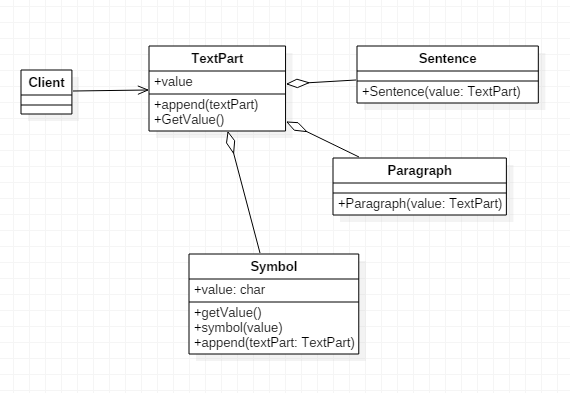 Client
TextPart
+value
+append(textPart)
+GetValue()
Sentence
+Sentence(value: TextPart)
Paragraph
+Paragraph(value: TextPart)
Symbol
+value: char
+getValue()
+symbol(value)
+append(textPart: TextPart)